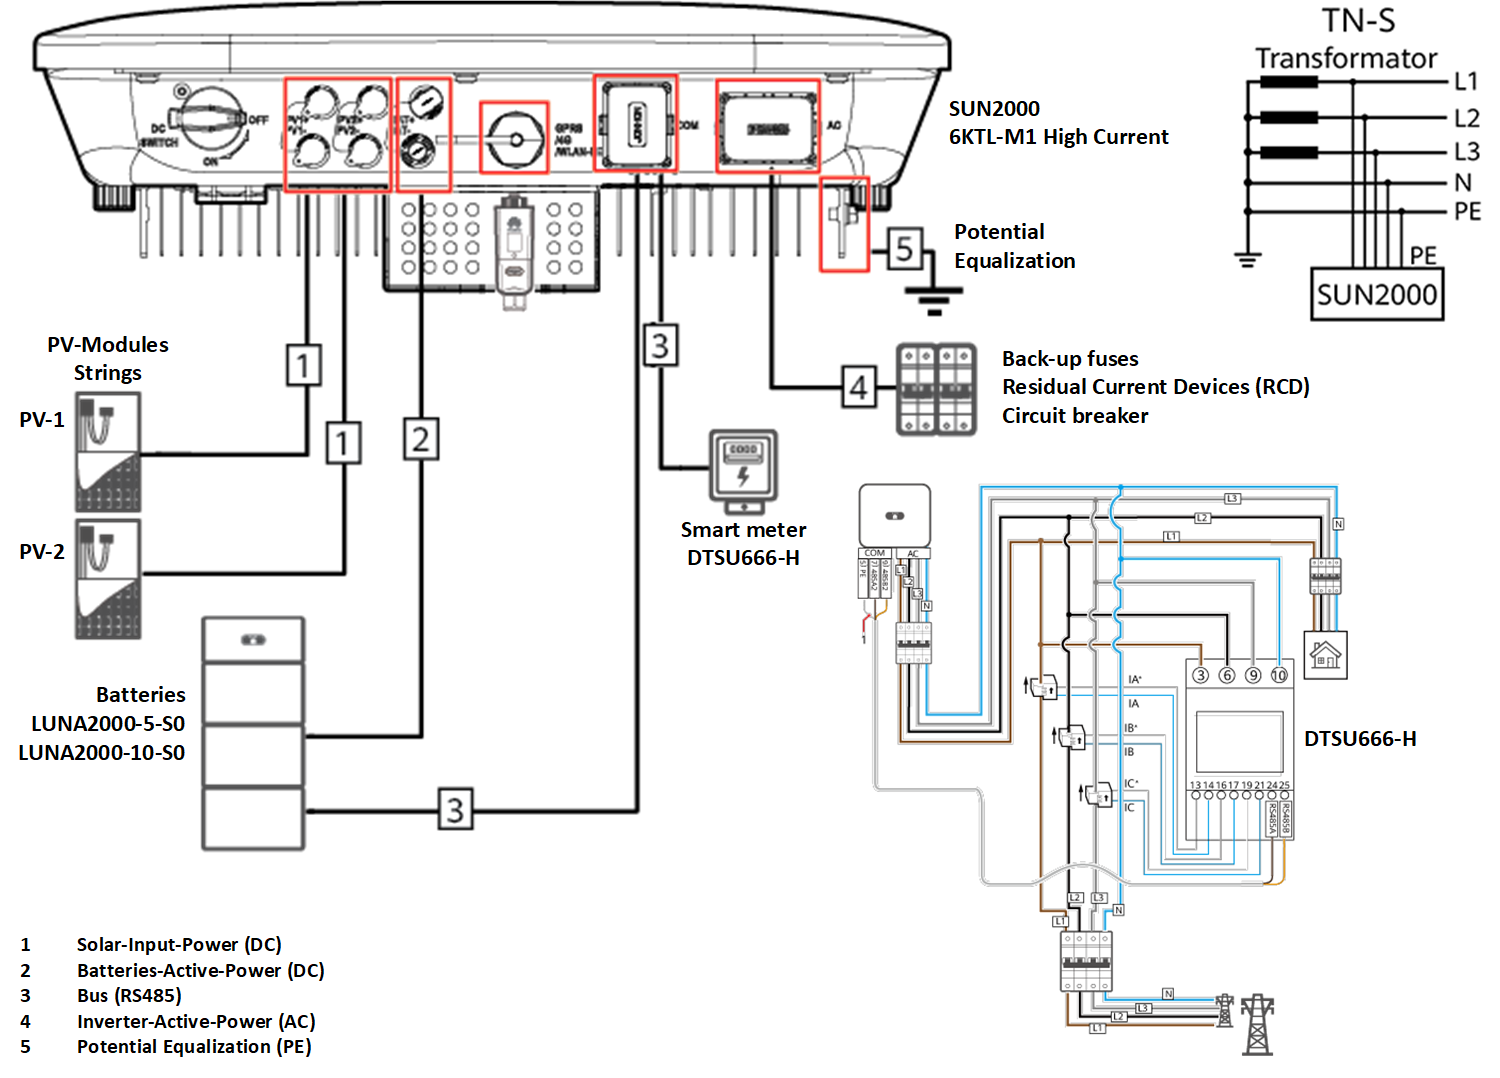 TN-S
Transformator
L1
L2
L3
N
PE
PE
SUN2000
SUN2000
6KTL-M1 High Current
DC
SWITCH
OFF
ON
PV1+
PV1-
PV2+
PV2-
GPRS
/4G
COM
AC
Potential
Equalization
5
PV-Modules
Strings
PV-1
PV-2
1
1
2
3
3
4
Back-up fuses
Residual Current Devices (RCD)
Circuit breaker
Smart meter
DTSU666-H
Batteries
LUNA2000-5-S0
LUNA2000-10-S0
COM
AC
5) PE
7) 485A2
9) 485B2
1
L1
L2
L3
N
L3
L2
L1
N
3
6
9
10
IA*
IA
IB*
IB
IC*
IC
13
14
16
17
19
21
24
25
RS485A
RS485B
DTSU666-H
L2
L3
N
L1
N
L3
L2
L1
1 Solar-Input-Power (DC)
2 Batteries-Active-Power (DC)
3 Bus (RS485)
4 Inverter-Active-Power (AC)
5 Potential Equalization (PE)